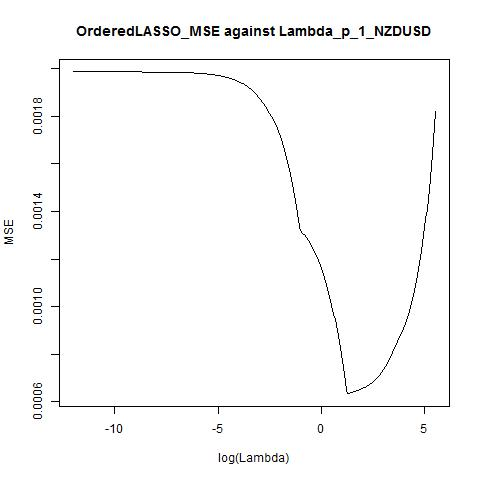 OrderedLASSO_MSE against Lambda_p_1_NZDUSD
0.0018
0.0014
0.0010
0.0006
MSE
-10 -5 0 5
log(Lambda)